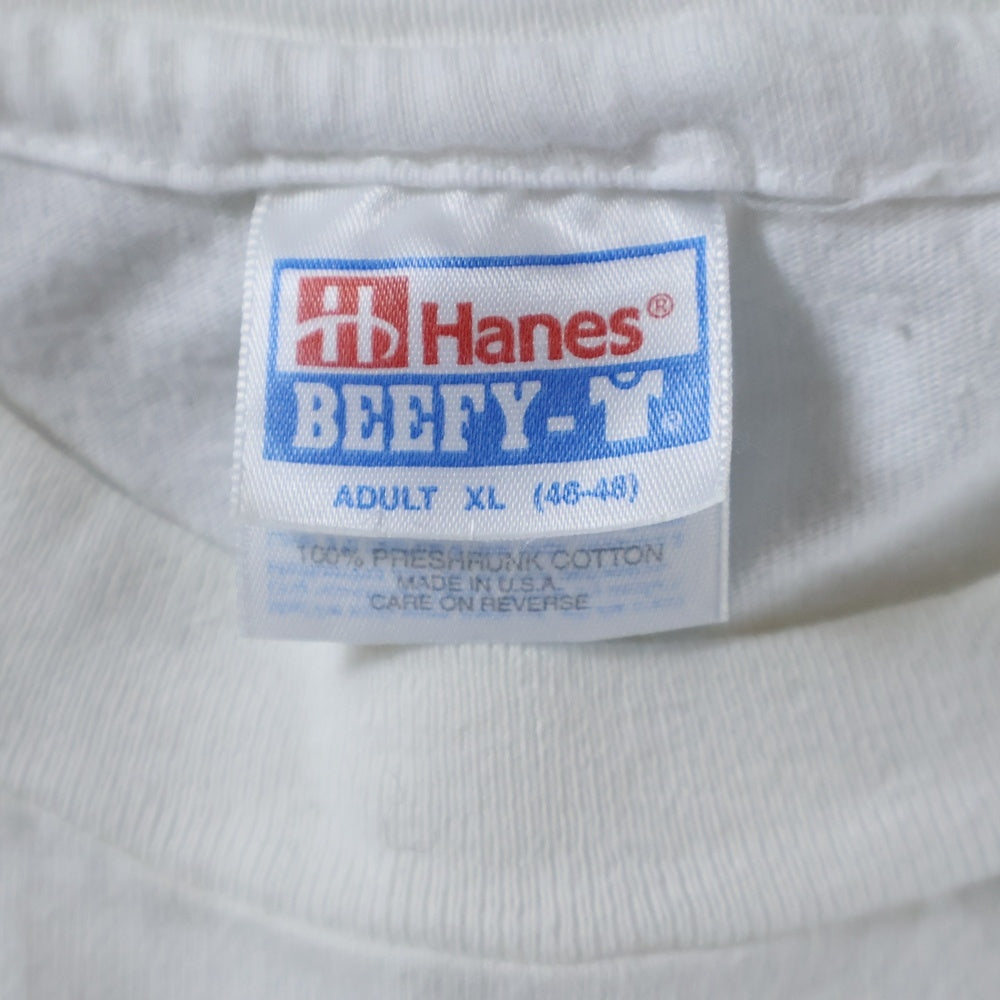 Hanes®
BEEFY-T®
ADULT XL (46-48)
100% PRESHRUNK COTTON
MADE IN U.S.A.
CARE ON REVERSE